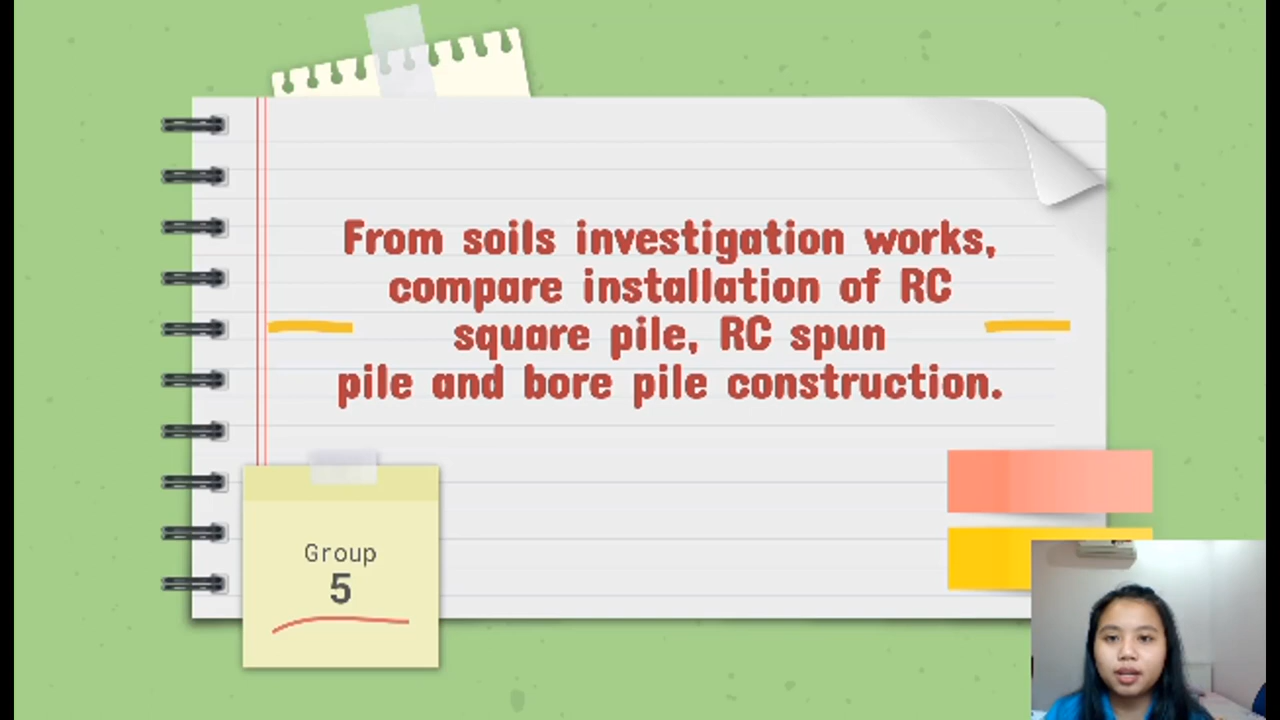 From soils investigation works,
compare installation of RC
square pile, RC spun
pile and bore pile construction.
Group
5